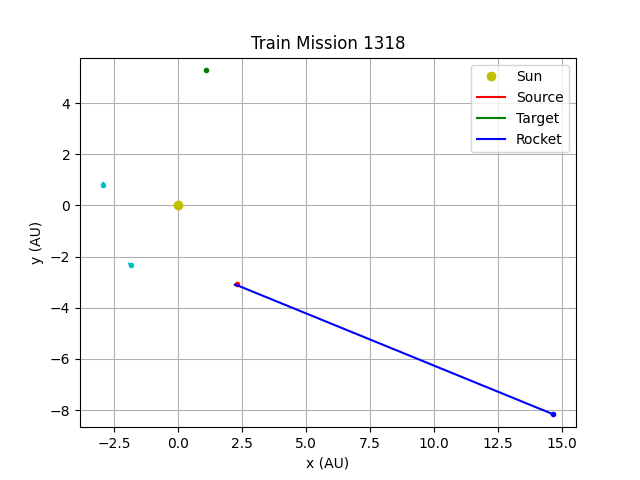 Train Mission 1318
Sun
Source
Target
Rocket
4
2
0
−2
−4
−6
−8
y (AU)
−2.5
0.0
2.5
5.0
7.5
10.0
12.5
15.0
x (AU)